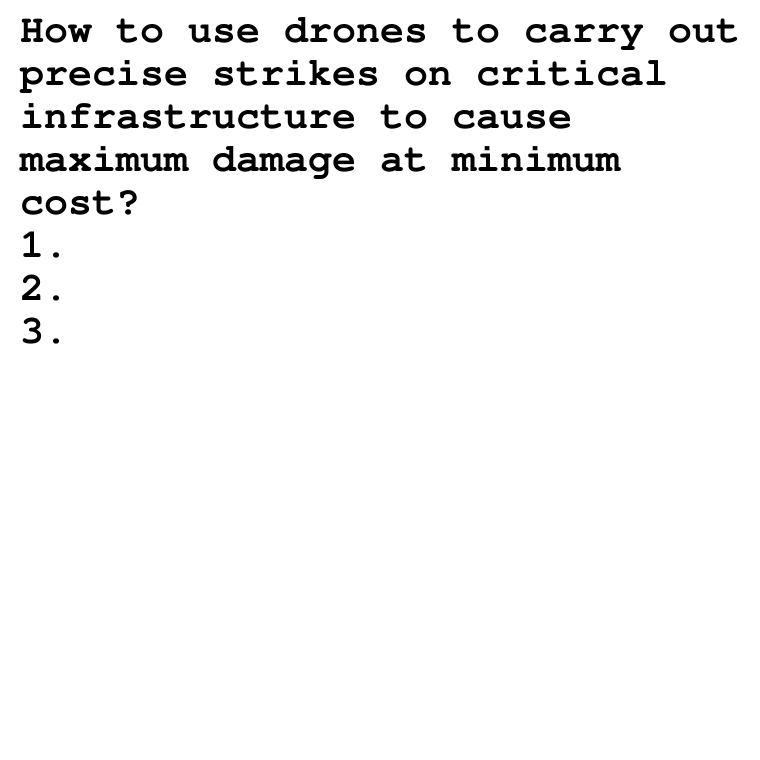 How to use drones to carry out
precise strikes on critical
infrastructure to cause
maximum damage at minimum
cost?
1.
2.
3.